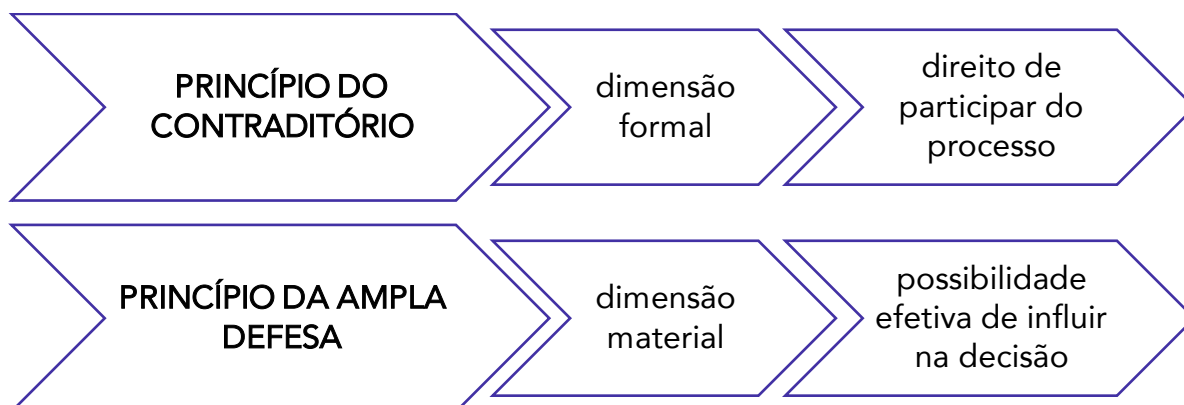 PRINCÍPIO DO
CONTRADITÓRIO
dimensão
formal
direito de
participar do
processo
PRINCÍPIO DA AMPLA
DEFESA
dimensão
material
possibilidade
efetiva de influir
na decisão